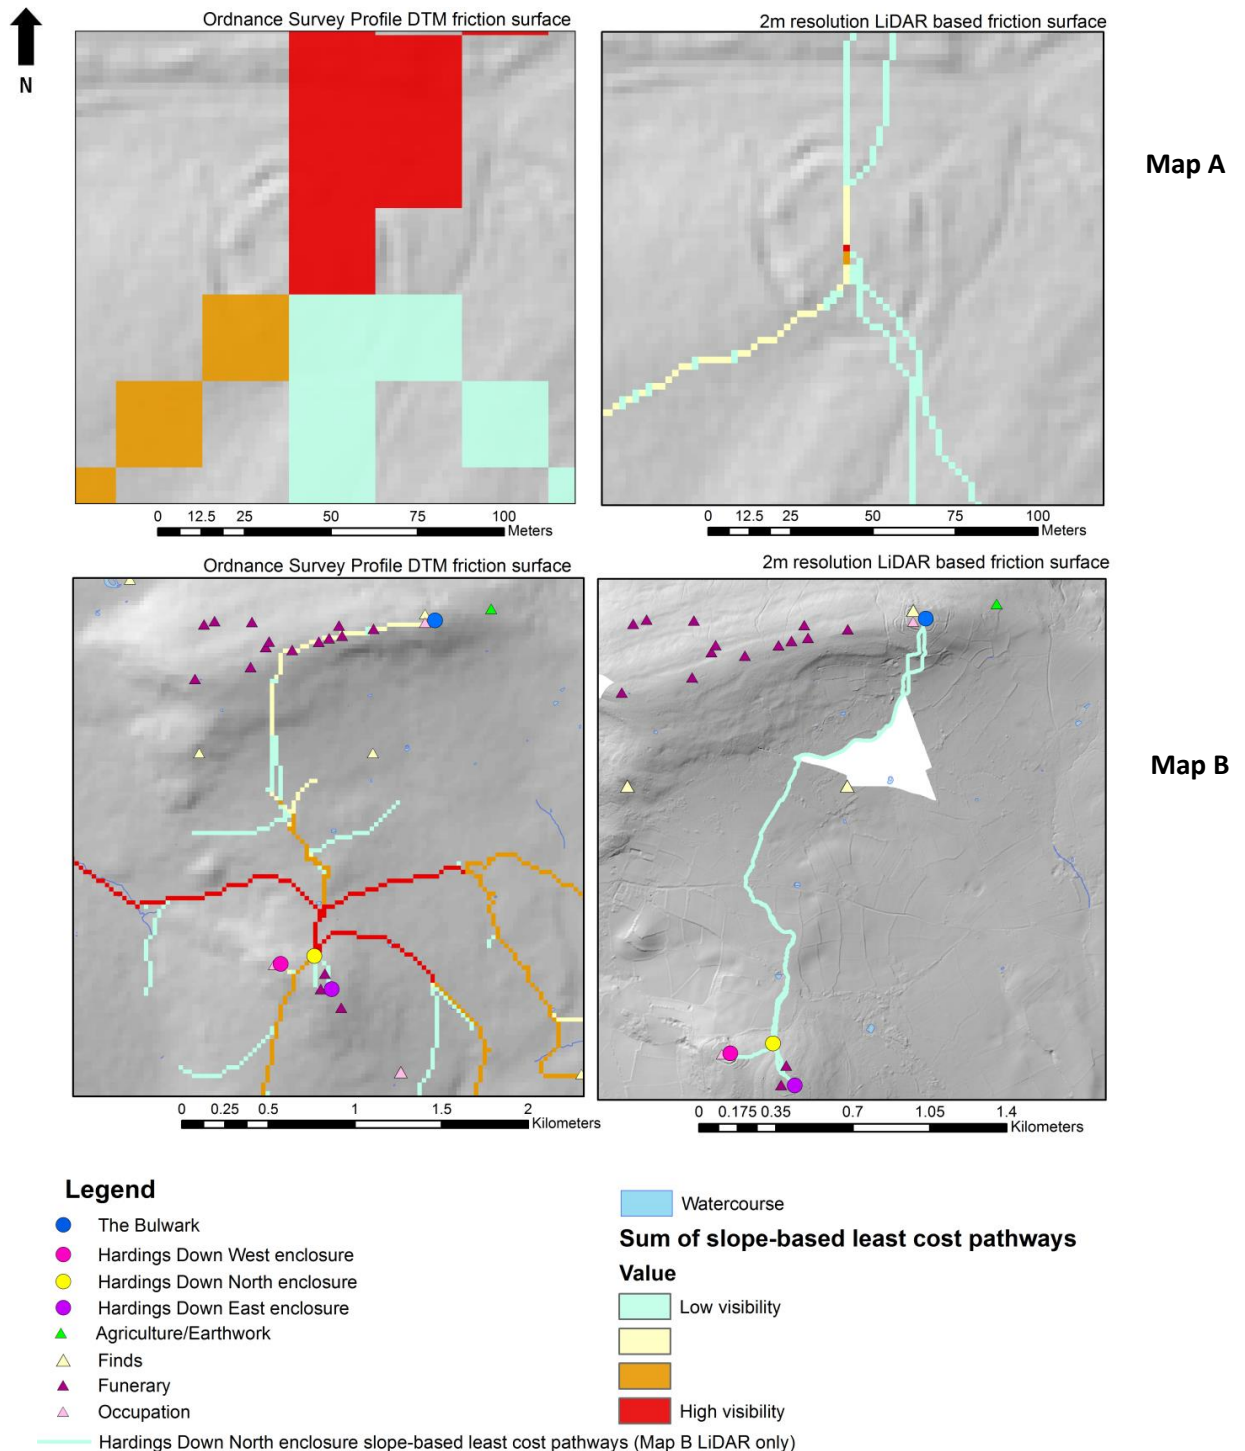 Ordnance Survey Profile DTM friction surface
2m resolution LiDAR based friction surface
N
Map A
0 12.5 25 50 75 100
Meters
0 12.5 25 50 75 100
Meters
Ordnance Survey Profile DTM friction surface
2m resolution LiDAR based friction surface
Map B
0 0.25 0.5 1 1.5 2
Kilometers
0 0.175 0.35 0.7 1.05 1.4
Kilometers
Legend
The Bulwark
Hardings Down West enclosure
Hardings Down North enclosure
Hardings Down East enclosure
Agriculture/Earthwork
Finds
Funerary
Occupation
Hardings Down North enclosure slope-based least cost pathways (Map B LiDAR only)
Watercourse
Sum of slope-based least cost pathways
Value
Low visibility
High visibility